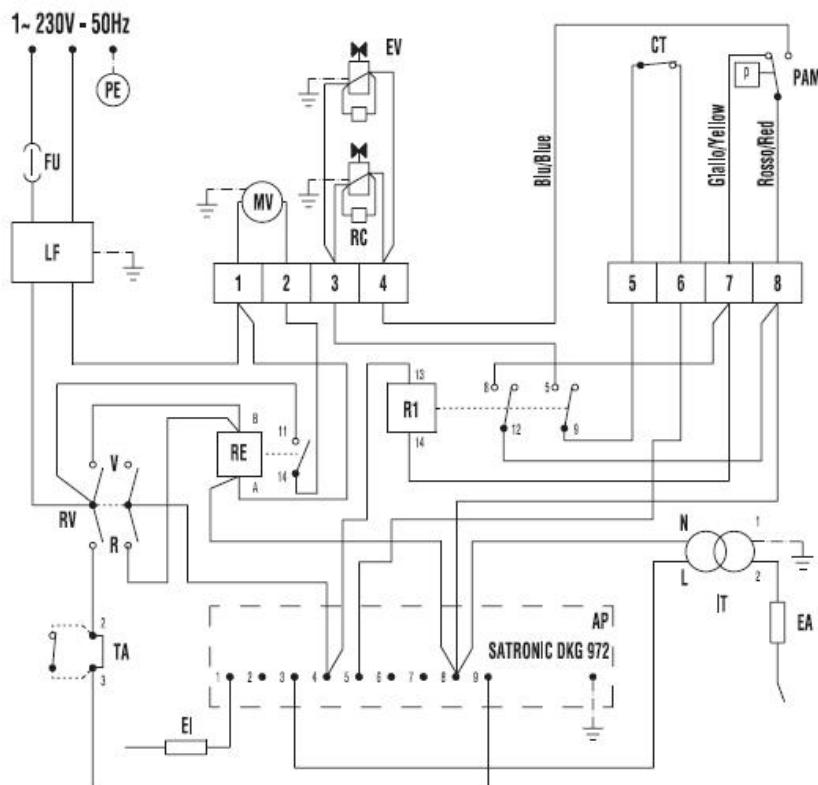 1~ 230V - 50Hz
PE
FU
LF
EV
RC
MV
CT
PAM
P
Blu/Blue
Giallo/Yellow
Rosso/Red
1 2 3 4
5 6 7 8
13
R1
14
8 5
12 9
B
RE
A
11
14
V
RV
R
2
TA
3
N
L
1
2
IT
EA
AP
SATRONIC DKG 972
1 2 3 4 5 6 7 8 9
EI